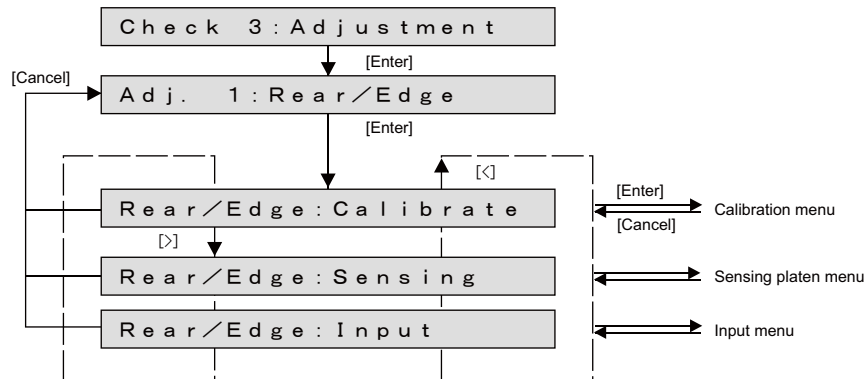 Check 3:Adjustment
[Enter]
[Cancel]
Adj. 1:Rear/Edge
[Enter]
[<]
[Enter]
Rear/Edge:Calibrate
Calibration menu
[Cancel]
[>]
Rear/Edge:Sensing
Sensing platen menu
Rear/Edge:Input
Input menu